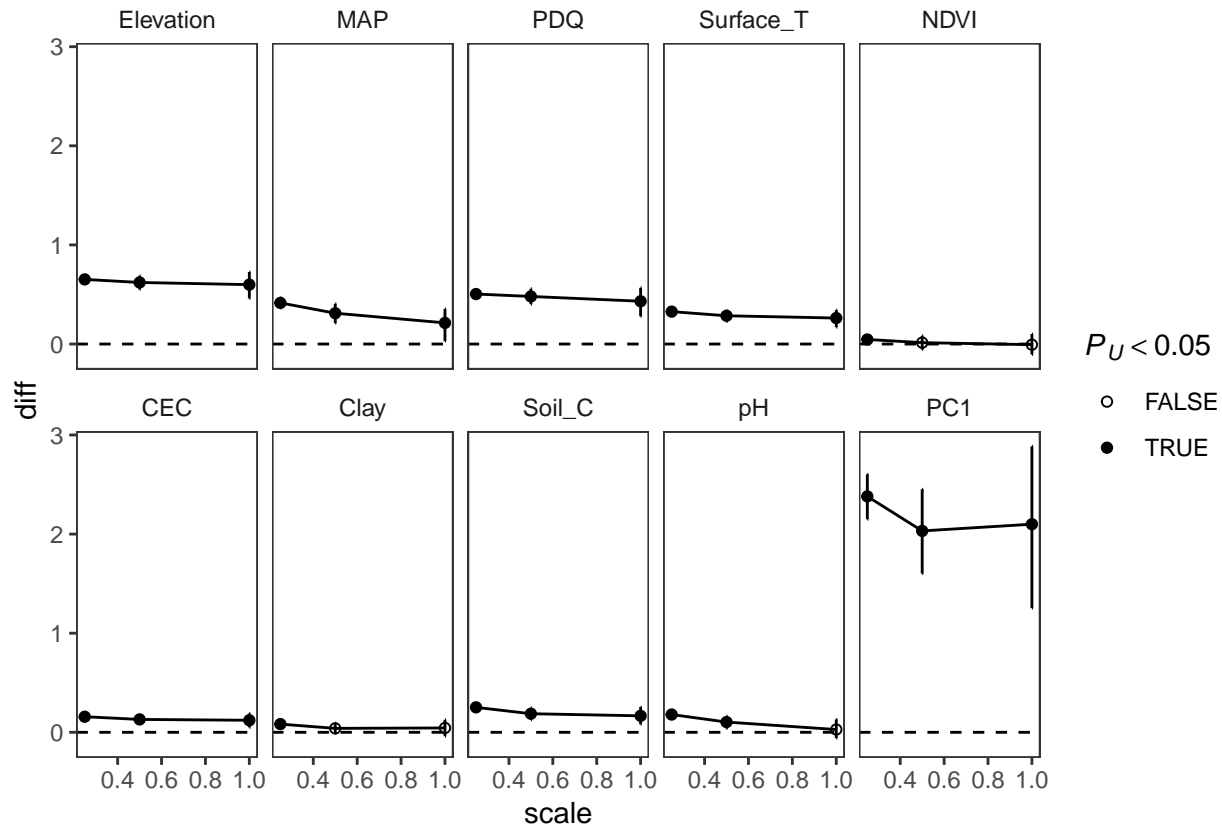 Elevation MAP PDQ Surface_T NDVI
3
2
1
0
diff
P_U < 0.05
FALSE
TRUE
CEC Clay Soil_C pH PC1
3
2
1
0
0.4 0.6 0.8 1.0 0.4 0.6 0.8 1.0 0.4 0.6 0.8 1.0 0.4 0.6 0.8 1.0 0.4 0.6 0.8 1.0
scale